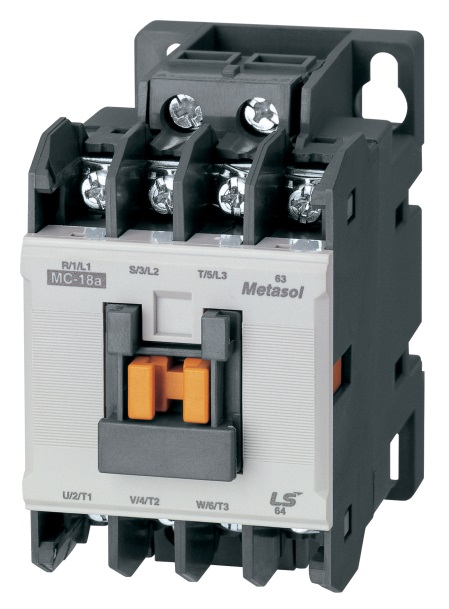 R/1/L1 S/3/L2 T/5/L3 63
MC-18a Metasol
U/2/T1 V/4/T2 W/6/T3 LS
64